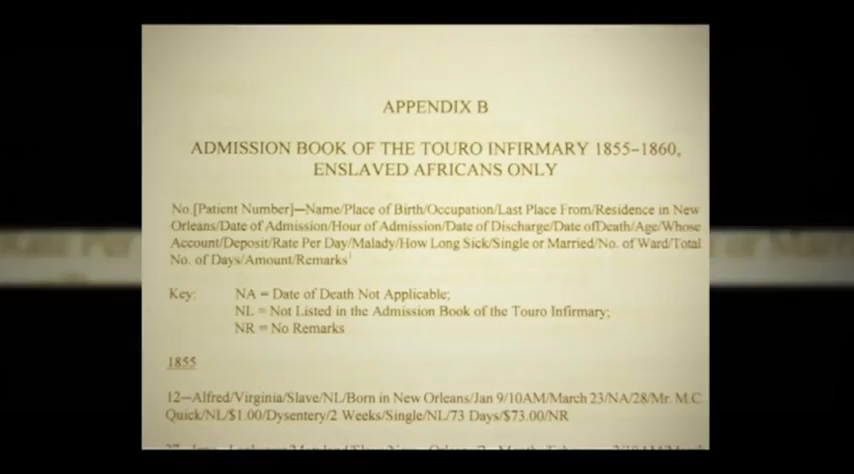 APPENDIX B
ADMISSION BOOK OF THE TOURO INFIRMARY 1855–1860,
ENSLAVED AFRICANS ONLY
No [Patient Number]—Name/Place of Birth/Occupation/Last Place From/Residence in New
Orleans/Date of Admission/Hour of Admission/Date of Discharge/Date ofDeath/Age/Whose
Account/Deposit/Rate Per Day/Malady/How Long Sick/Single or Married/No. of Ward/Total
No. of Days/Amount/Remarks¹
Key: NA = Date of Death Not Applicable;
NL = Not Listed in the Admission Book of the Touro Infirmary;
NR = No Remarks
1855
12—Alfred/Virginia/Slave/NL/Born in New Orleans/Jan 9/10AM/March 23/NA/28/Mr. M.C
Quick/NL/$1.00/Dysentery/2 Weeks/Single/NL/73 Days/$73.00/NR